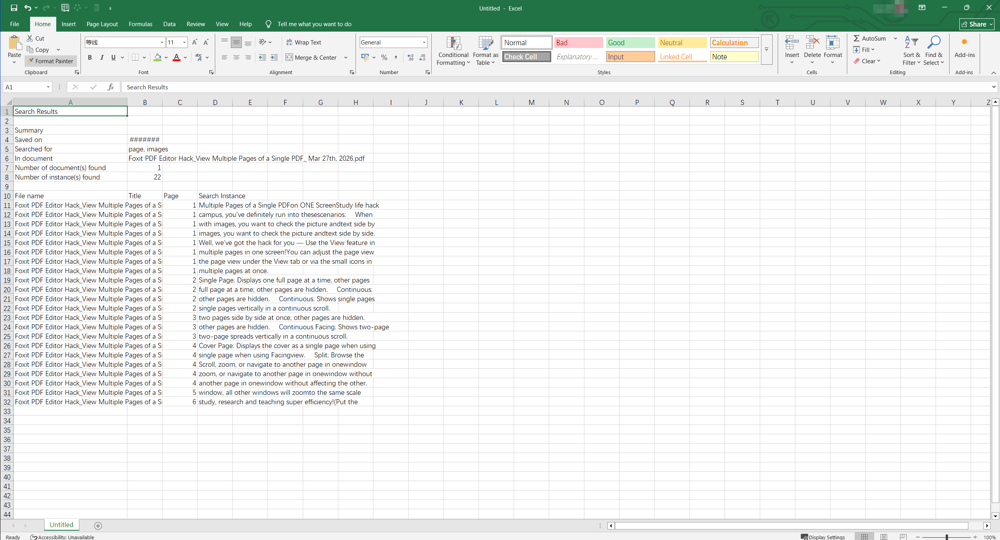 Untitled - Excel
File Home Insert Page Layout Formulas Data Review View Help Tell me what you want to do Share
Paste Cut Copy Format Painter Clipboard
等线 11 A A B I U A abc A Font
ab Wrap Text Merge & Center Alignment
General % , Number
Conditional Formatting Format as Table
Normal Bad Good Neutral Calculation
Check Cell Explanatory ... Input Linked Cell Note
Styles
Insert Delete Format Cells
AutoSum Fill Clear Sort & Filter Find & Select Editing
Add-ins Add-ins
A1 fx Search Results
A B C D E F G H I J K L M N O P Q R S T U V W X Y Z
1 Search Results
2
3 Summary
4 Saved on #######
5 Searched for page, images
6 In document Foxit PDF Editor Hack_View Multiple Pages of a Single PDF_ Mar 27th, 2026.pdf
7 Number of document(s) found 1
8 Number of instance(s) found 22
9
10 File name Title Page Search Instance
11 Foxit PDF Editor Hack_View Multiple Pages of a Si 1 Multiple Pages of a Single PDFon ONE ScreenStudy life hack
12 Foxit PDF Editor Hack_View Multiple Pages of a Si 1 campus, you've definitely run into thesescenarios: When
13 Foxit PDF Editor Hack_View Multiple Pages of a Si 1 with images, you want to check the picture andtext side by
14 Foxit PDF Editor Hack_View Multiple Pages of a Si 1 images, you want to check the picture andtext side by side.
15 Foxit PDF Editor Hack_View Multiple Pages of a Si 1 Well, we've got the hack for you — Use the View feature in
16 Foxit PDF Editor Hack_View Multiple Pages of a Si 1 multiple pages in one screen!You can adjust the page view
17 Foxit PDF Editor Hack_View Multiple Pages of a Si 1 the page view under the View tab or via the small icons in
18 Foxit PDF Editor Hack_View Multiple Pages of a Si 1 multiple pages at once.
19 Foxit PDF Editor Hack_View Multiple Pages of a Si 2 Single Page: Displays one full page at a time; other pages
20 Foxit PDF Editor Hack_View Multiple Pages of a Si 2 full page at a time; other pages are hidden. Continuous:
21 Foxit PDF Editor Hack_View Multiple Pages of a Si 2 other pages are hidden. Continuous: Shows single pages
22 Foxit PDF Editor Hack_View Multiple Pages of a Si 2 single pages vertically in a continuous scroll.
23 Foxit PDF Editor Hack_View Multiple Pages of a Si 3 two pages side by side at once; other pages are hidden.
24 Foxit PDF Editor Hack_View Multiple Pages of a Si 3 other pages are hidden. Continuous Facing: Shows two-page
25 Foxit PDF Editor Hack_View Multiple Pages of a Si 3 two-page spreads vertically in a continuous scroll.
26 Foxit PDF Editor Hack_View Multiple Pages of a Si 4 Cover Page: Displays the cover as a single page when using
27 Foxit PDF Editor Hack_View Multiple Pages of a Si 4 single page when using Facingview. Split: Browse the
28 Foxit PDF Editor Hack_View Multiple Pages of a Si 4 Scroll, zoom, or navigate to another page in onewindow
29 Foxit PDF Editor Hack_View Multiple Pages of a Si 4 zoom, or navigate to another page in onewindow without
30 Foxit PDF Editor Hack_View Multiple Pages of a Si 4 another page in onewindow without affecting the other.
31 Foxit PDF Editor Hack_View Multiple Pages of a Si 5 window, all other windows will zoomto the same scale
32 Foxit PDF Editor Hack_View Multiple Pages of a Si 6 study, research and teaching super efficiency!(Put the
33
34
35
36
37
38
39
40
41
42
43
44
Untitled
Ready Accessibility: Unavailable Display Settings 100%